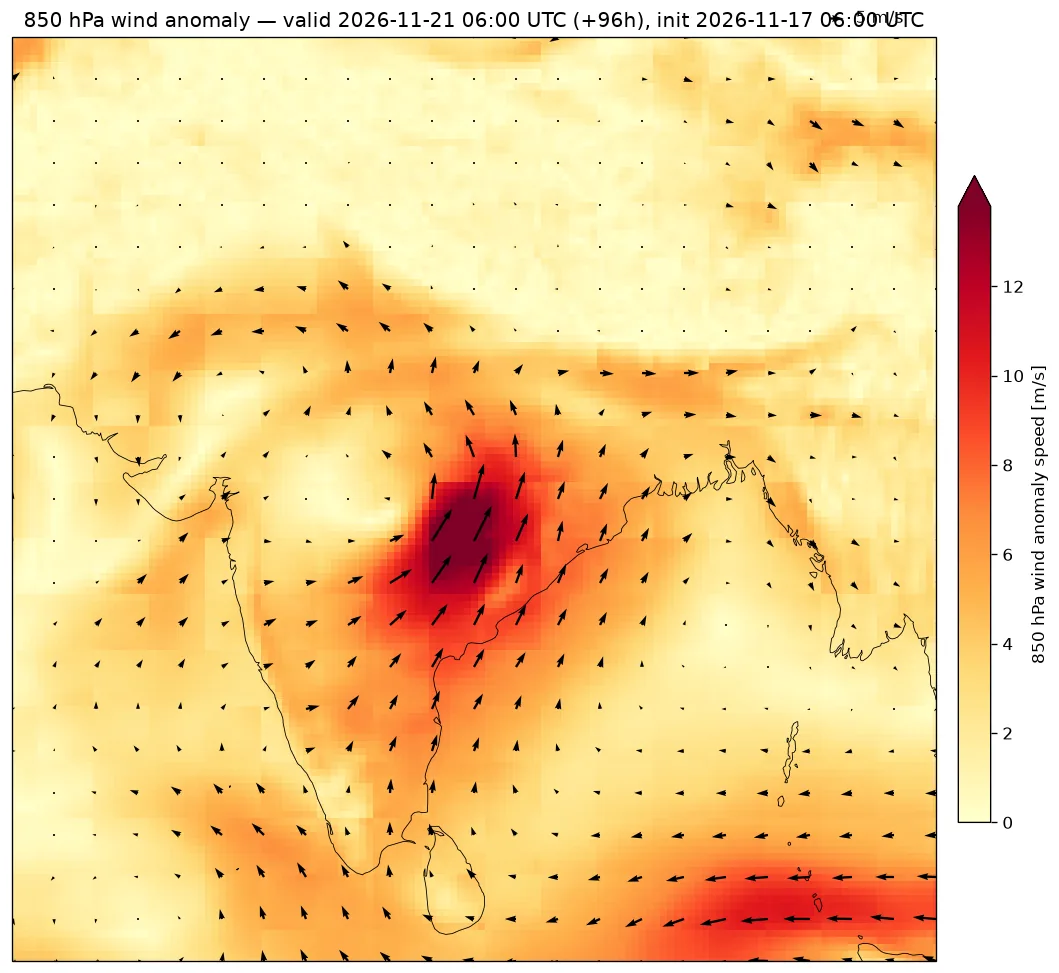 850 hPa wind anomaly — valid 2026-11-21 06:00 UTC (+96h), init 2026-11-17 06:00 UTC
5 m/s
12
10
8
6
4
2
0
850 hPa wind anomaly speed [m/s]